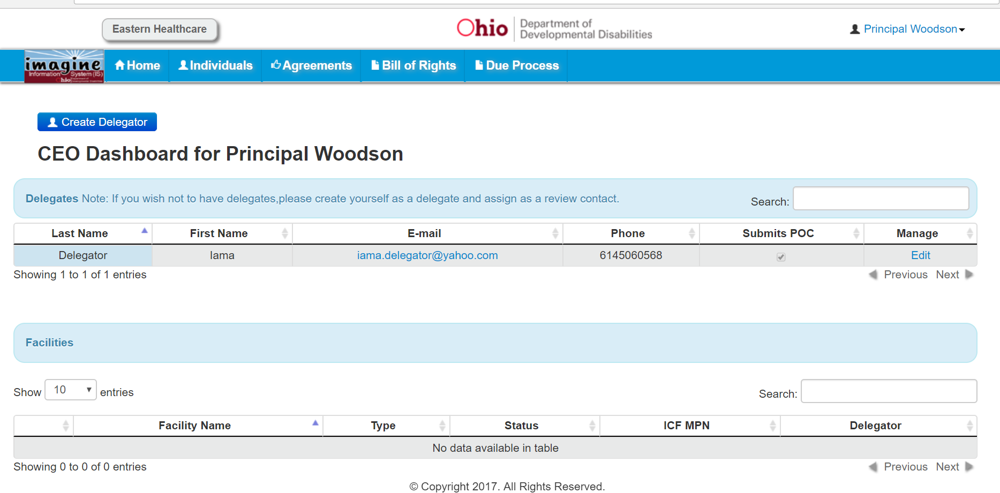 Eastern Healthcare
Ohio
Department of
Developmental Disabilities
Principal Woodson
imagine
Information System (IS)
Ohio
Home
Individuals
Agreements
Bill of Rights
Due Process
Create Delegator
CEO Dashboard for Principal Woodson
Delegates Note: If you wish not to have delegates,please create yourself as a delegate and assign as a review contact.
Search:
Last Name First Name E-mail Phone Submits POC Manage
Delegator Iama iama.delegator@yahoo.com 6145060568 Edit
Showing 1 to 1 of 1 entries
Previous Next
Facilities
Show 10 entries
Search:
Facility Name Type Status ICF MPN Delegator
No data available in table
Showing 0 to 0 of 0 entries
Previous Next
© Copyright 2017. All Rights Reserved.